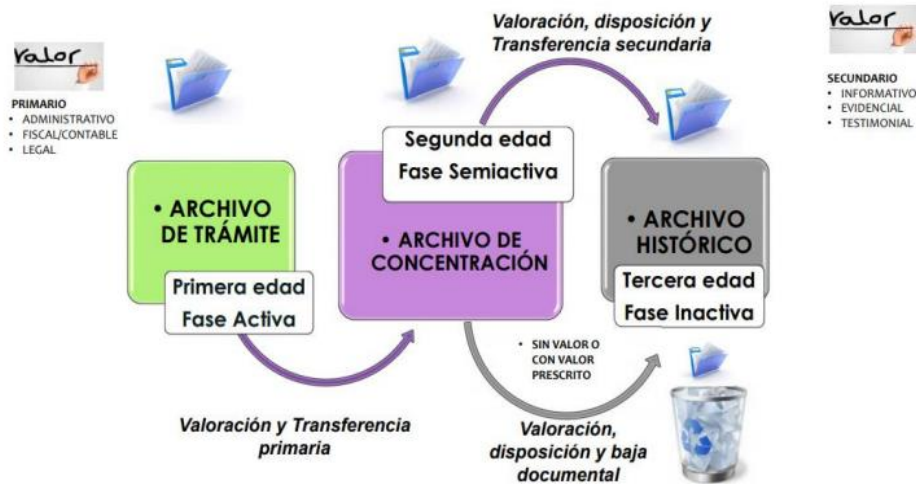 Valoración, disposición y
Transferencia secundaria
valor
PRIMARIO
• ADMINISTRATIVO
• FISCAL/CONTABLE
• LEGAL
valor
SECUNDARIO
• INFORMATIVO
• EVIDENCIAL
• TESTIMONIAL
• ARCHIVO
DE TRÁMITE
Primera edad
Fase Activa
Segunda edad
Fase Semiactiva
• ARCHIVO DE
CONCENTRACIÓN
• ARCHIVO
HISTÓRICO
Tercera edad
Fase Inactiva
• SIN VALOR O
CON VALOR
PRESCRITO
Valoración y Transferencia
primaria
Valoración,
disposición y baja
documental